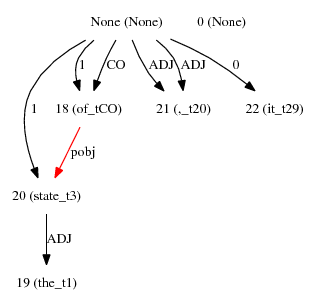 None (None) 0 (None)
1 CO ADJ ADJ 0
1 18 (of_tCO) 21 (,_t20) 22 (it_t29)
pobj
20 (state_t3)
ADJ
19 (the_t1)